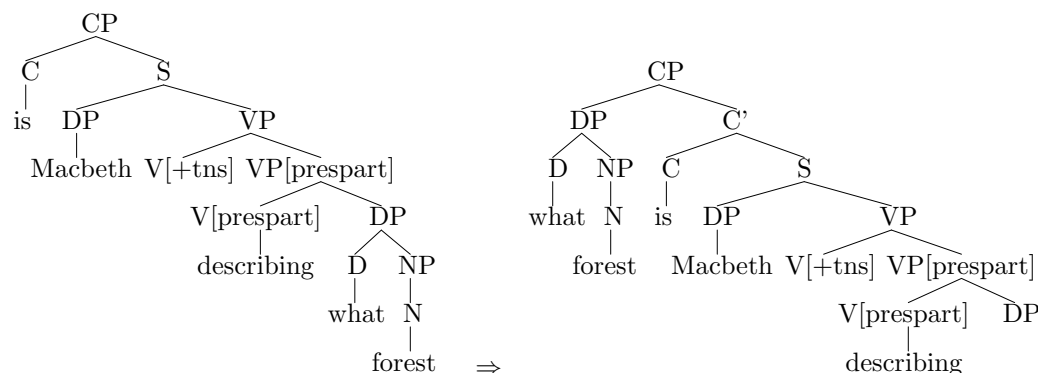 CP
C S
is DP VP
Macbeth V[+tns] VP[prespart]
V[prespart] DP
describing D NP
what N
forest
⇒
CP
DP C'
D NP C S
what N is DP VP
forest Macbeth V[+tns] VP[prespart]
V[prespart] DP
describing